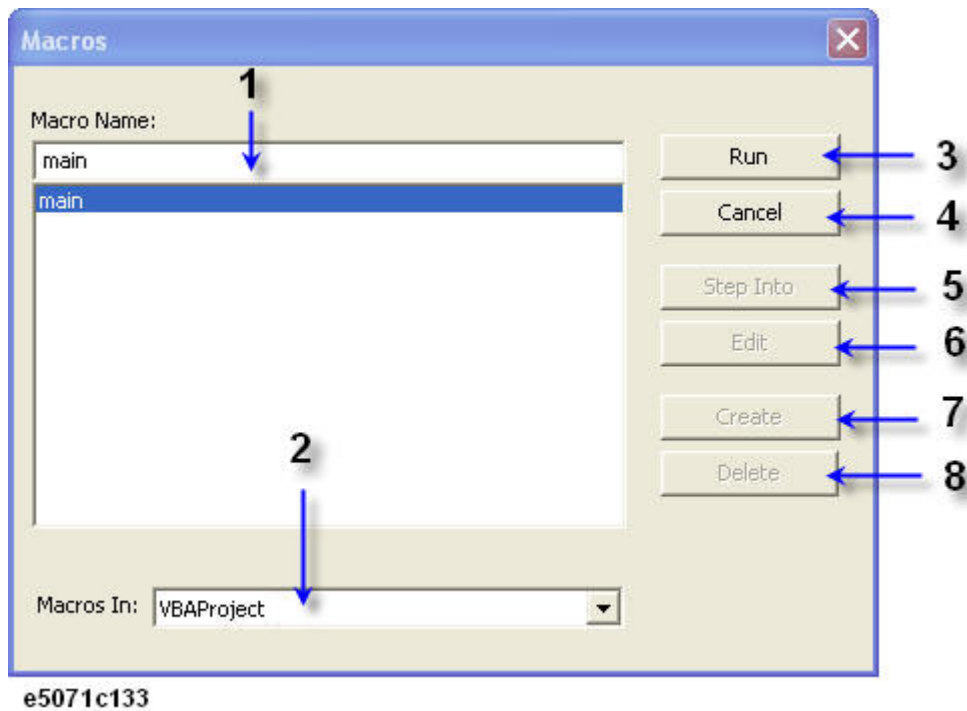 Macros
1
Macro Name:
main
main
Run
3
Cancel
4
Step Into
5
Edit
6
Create
7
Delete
8
2
Macros In:
VBAProject
e5071c133